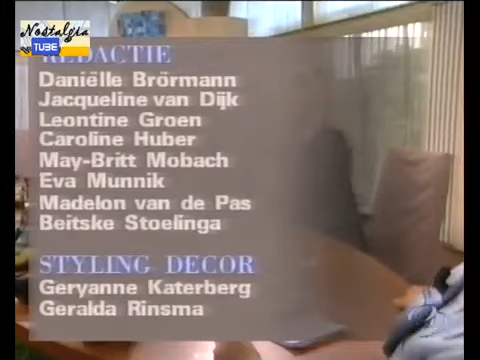 Nostalgia
TUBE
REDACTIE
Daniëlle Brörmann
Jacqueline van Dijk
Leontine Groen
Caroline Huber
May-Britt Mobach
Eva Munnik
Madelon van de Pas
Beitske Stoelinga
STYLING DECOR
Geryanne Katerberg
Geralda Rinsma